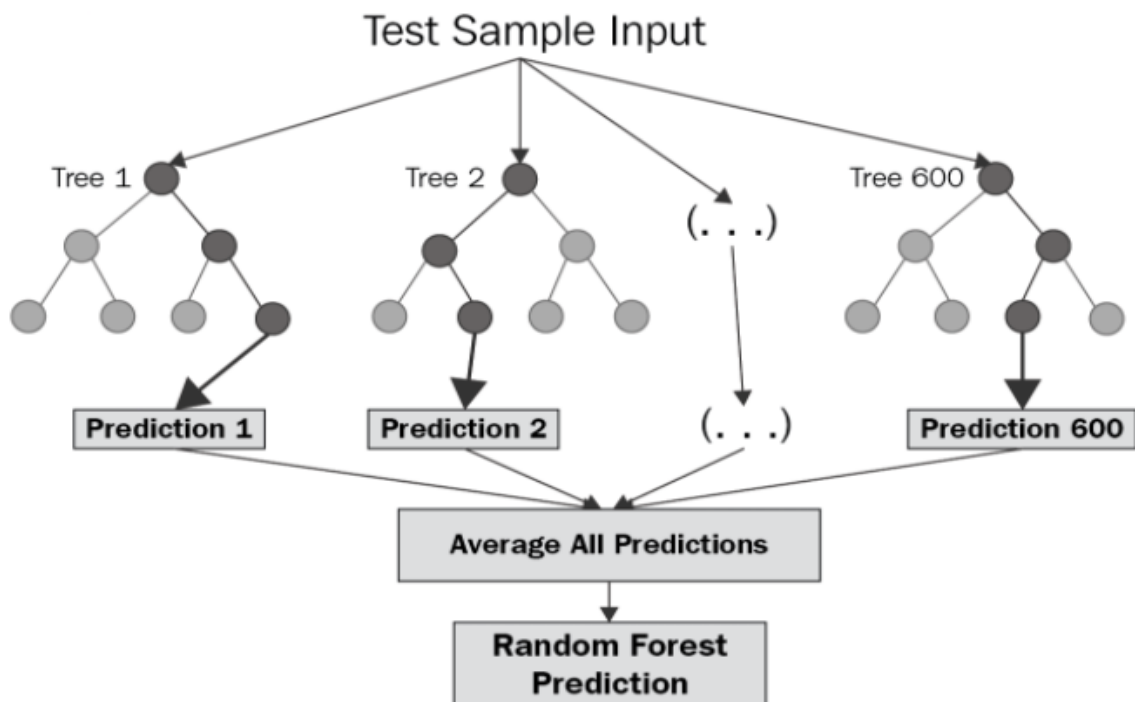 Test Sample Input
Tree 1
Tree 2
Tree 600
(. . .)
Prediction 1
Prediction 2
(. . .)
Prediction 600
Average All Predictions
Random Forest
Prediction